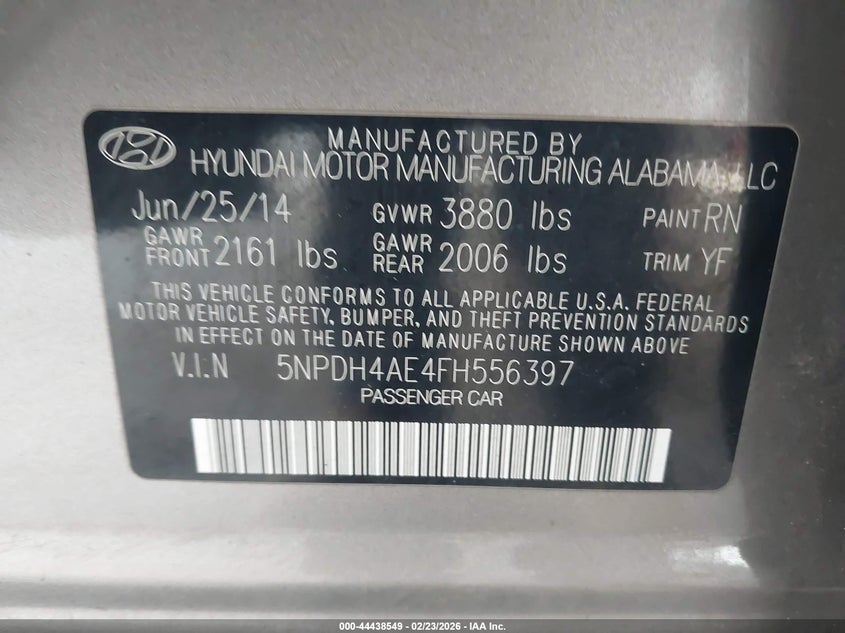 MANUFACTURED BY
HYUNDAI MOTOR MANUFACTURING ALABAMA, LLC
Jun/25/14 GVWR 3880 lbs PAINT RN
GAWR FRONT 2161 lbs GAWR REAR 2006 lbs TRIM YF
THIS VEHICLE CONFORMS TO ALL APPLICABLE U.S.A. FEDERAL
MOTOR VEHICLE SAFETY, BUMPER, AND THEFT PREVENTION STANDARDS
IN EFFECT ON THE DATE OF MANUFACTURE SHOWN ABOVE
V.I.N 5NPDH4AE4FH556397
PASSENGER CAR
000-44438549 — 02/23/2026 — IAA Inc.